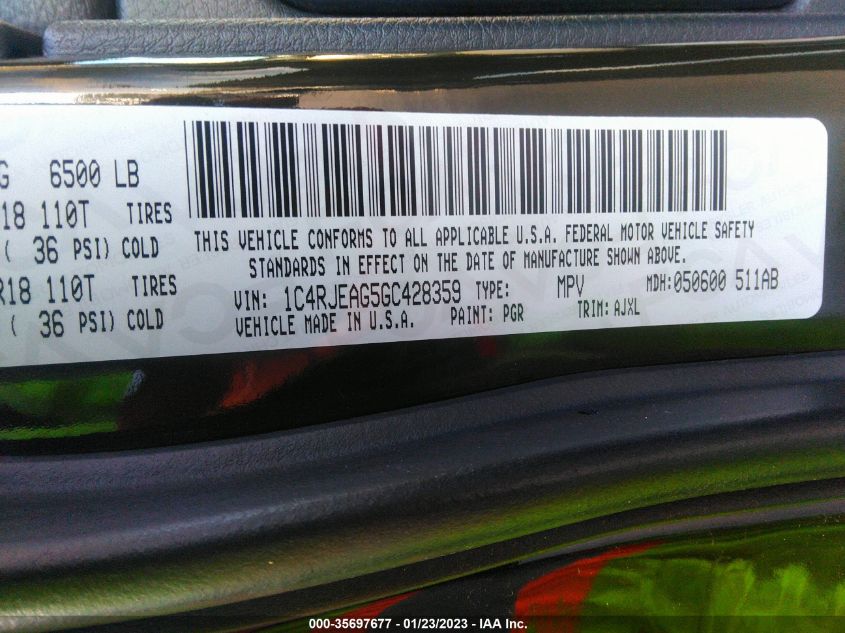 G 6500 LB
18 110T TIRES
( 36 PSI) COLD
R18 110T TIRES
( 36 PSI) COLD
THIS VEHICLE CONFORMS TO ALL APPLICABLE U.S.A. FEDERAL MOTOR VEHICLE SAFETY
STANDARDS IN EFFECT ON THE DATE OF MANUFACTURE SHOWN ABOVE.
VIN: 1C4RJEAG5GC428359 TYPE: MPV MDH: 050600 511AB
VEHICLE MADE IN U.S.A. PAINT: PGR TRIM: AJXL
000-35697677 — 01/23/2023 - IAA Inc.